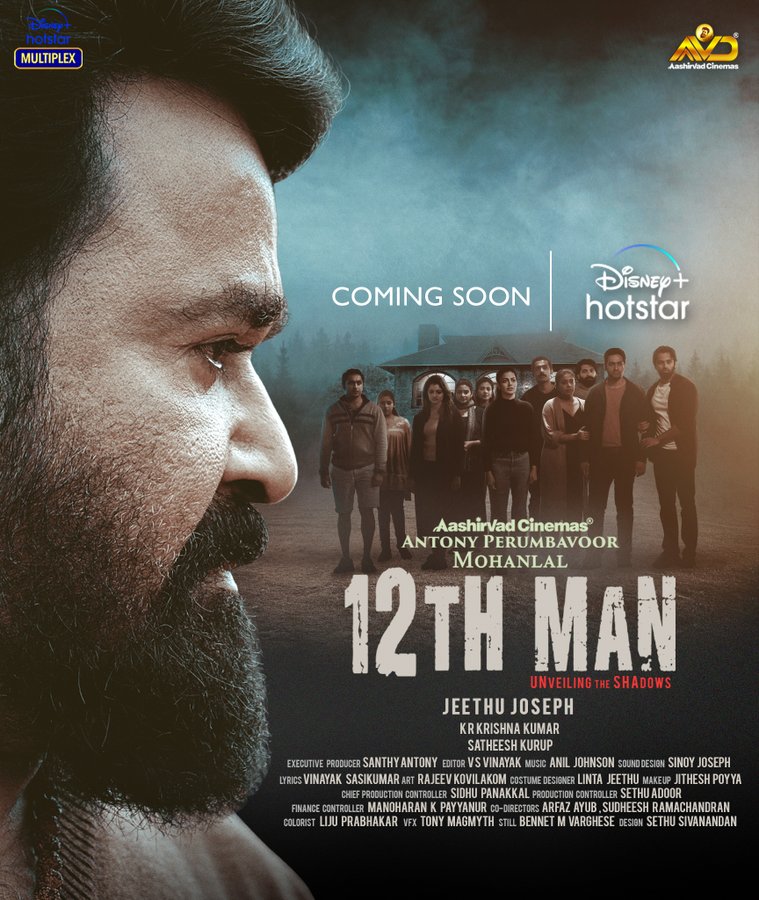 Disney+
hotstar
MULTIPLEX
AVD®
AashirVad Cinemas
COMING SOON
Disney+
hotstar
AashirVad Cinemas®
ANTONY PERUMBAVOOR
MOHANLAL
12TH MAN
UNVEILING THE SHADOWS
JEETHU JOSEPH
K R KRISHNA KUMAR
SATHEESH KURUP
EXECUTIVE PRODUCER SANTHY ANTONY EDITOR V S VINAYAK MUSIC ANIL JOHNSON SOUND DESIGN SINOY JOSEPH
LYRICS VINAYAK SASIKUMAR ART RAJEEV KOVILAKOM COSTUME DESIGNER LINTA JEETHU MAKEUP JITHESH POYYA
CHIEF PRODUCTION CONTROLLER SIDHU PANAKKAL PRODUCTION CONTROLLER SETHU ADOOR
FINANCE CONTROLLER MANOHARAN K PAYYANUR CO-DIRECTORS ARFAZ AYUB , SUDHEESH RAMACHANDRAN
COLORIST LIJU PRABHAKAR VFX TONY MAGMYTH STILL BENNET M VARGHESE DESIGN SETHU SIVANANDAN